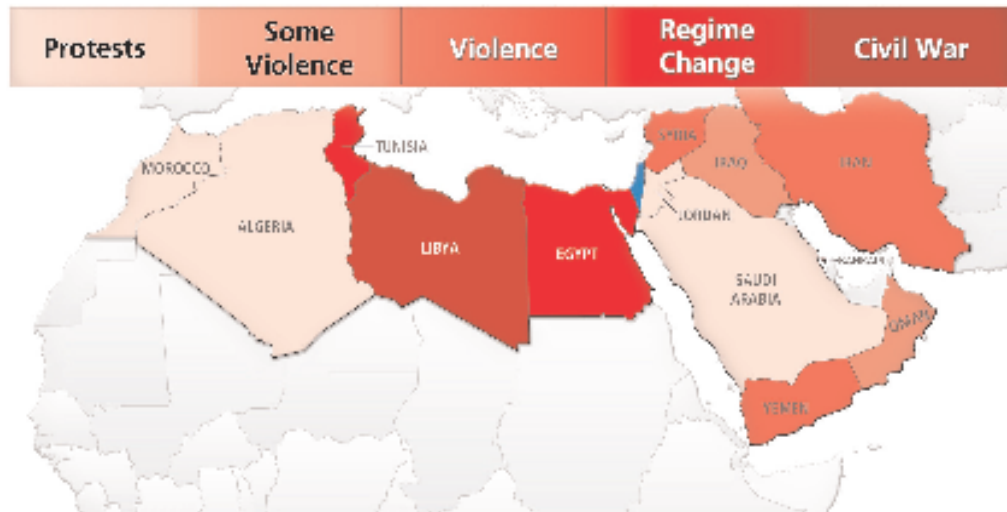 Protests
Some
Violence
Violence
Regime
Change
Civil War
TUNISIA
SYRIA
MOROCCO
IRAQ
IRAN
ALGERIA
LIBYA
EGYPT
JORDAN
BAHRAIN
SAUDI
ARABIA
OMAN
YEMEN